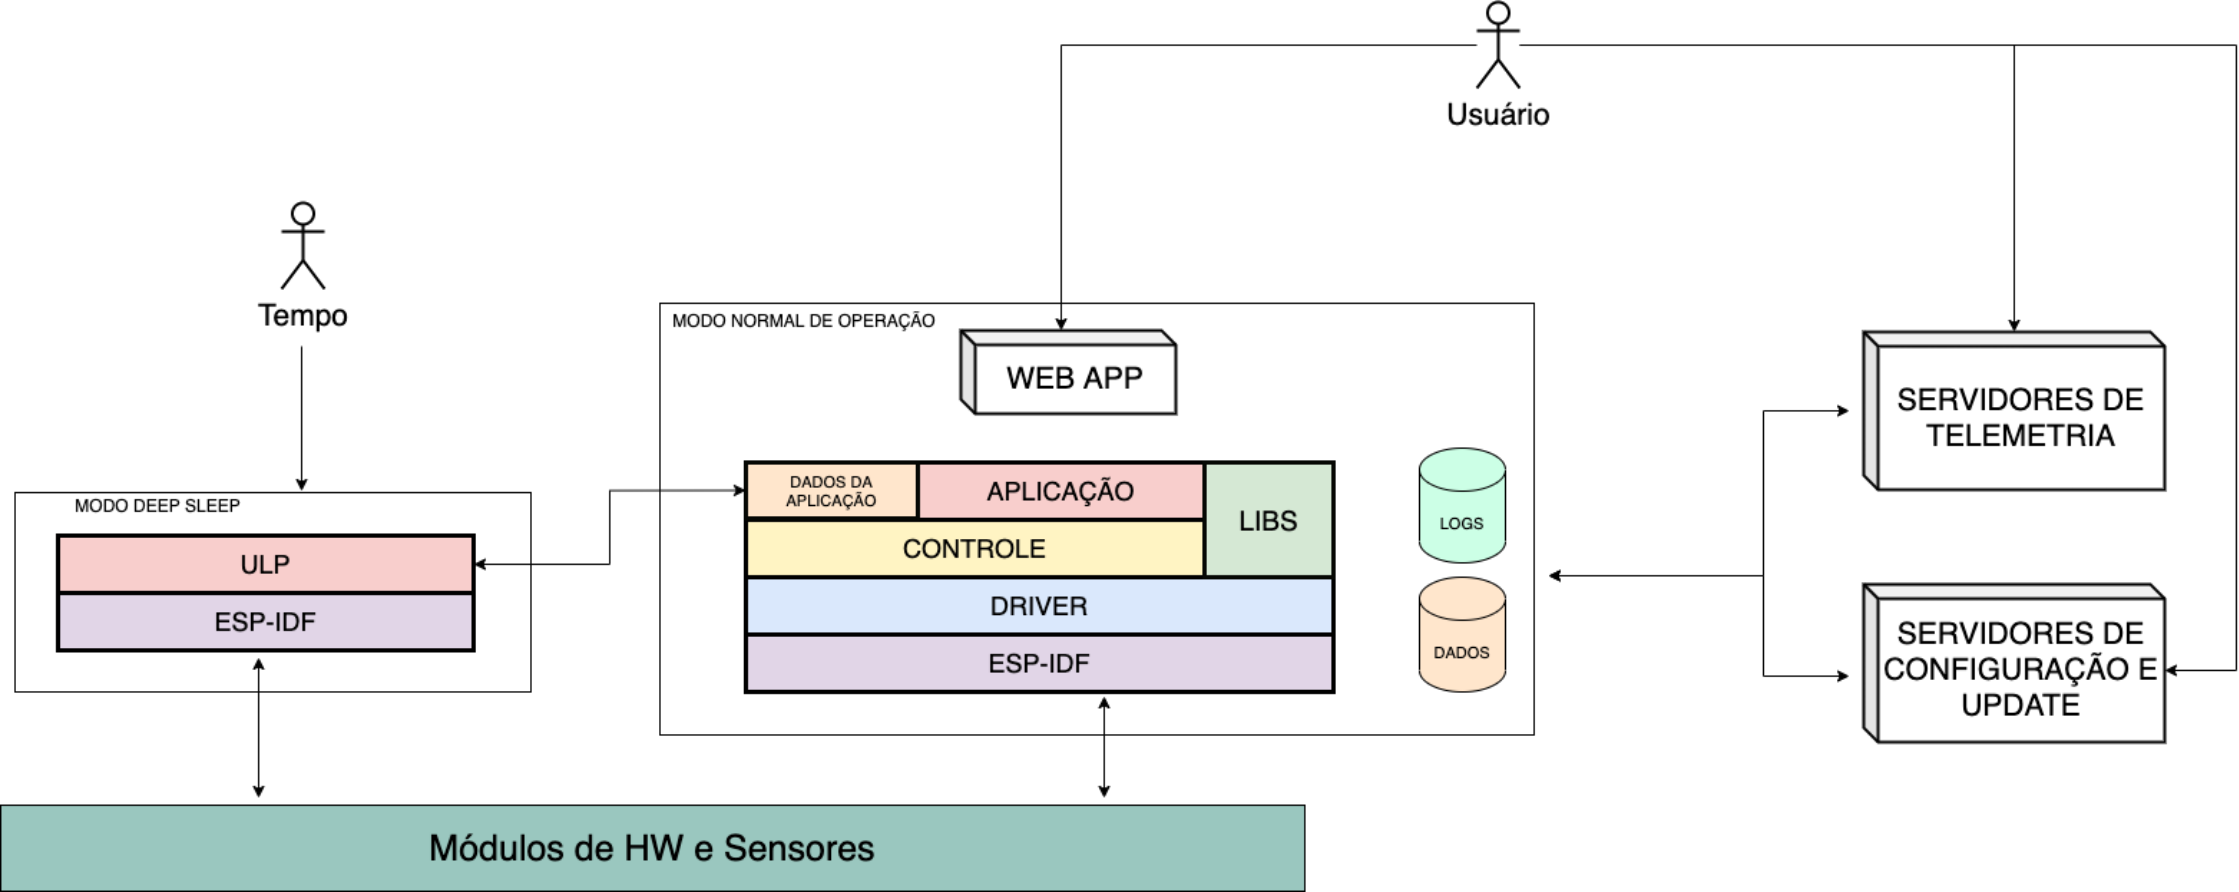 Usuário
Tempo
MODO NORMAL DE OPERAÇÃO
WEB APP
SERVIDORES DE
TELEMETRIA
MODO DEEP SLEEP
ULP
ESP-IDF
DADOS DA
APLICAÇÃO
APLICAÇÃO
LIBS
CONTROLE
DRIVER
ESP-IDF
LOGS
DADOS
SERVIDORES DE
CONFIGURAÇÃO E
UPDATE
Módulos de HW e Sensores